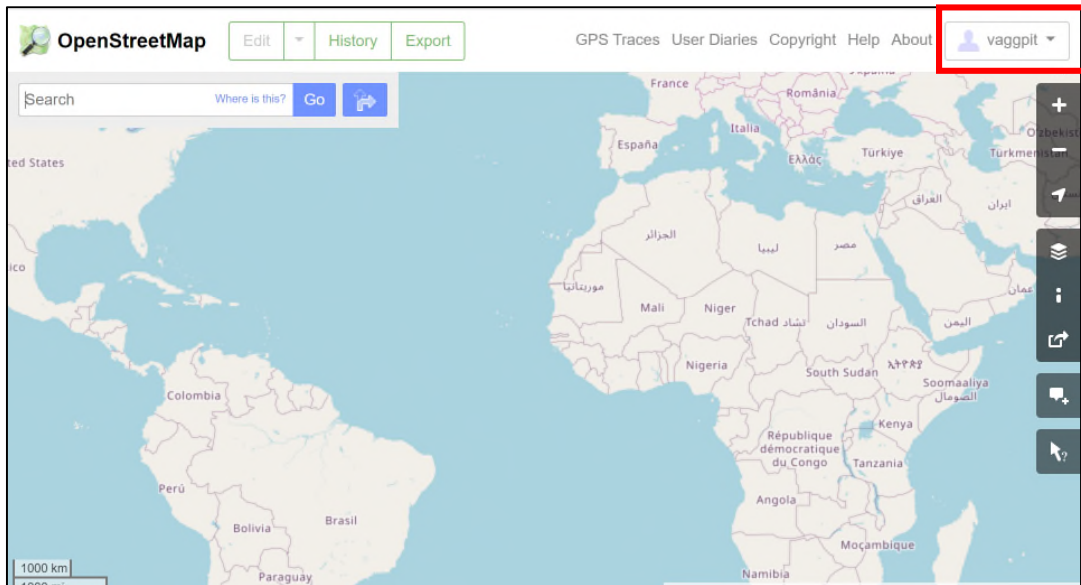 OpenStreetMap
Edit
History
Export
GPS Traces
User Diaries
Copyright
Help
About
vaggpit
Search
Where is this?
Go
France
România
Italia
España
Ελλάς
Türkiye
O'zbekist
Türkmenistan
ted States
العراق
ایران
الجزائر
ليبيا
مصر
ico
موريتانيا
عمان
Mali
Niger
Tchad تشاد
السودان
اليمن
Nigeria
South Sudan
Soomaaliya
الصومال
Colombia
Kenya
République
démocratique
du Congo
Tanzania
Perú
Angola
Bolivia
Brasil
Moçambique
1000 km
Paraguay
Namibia